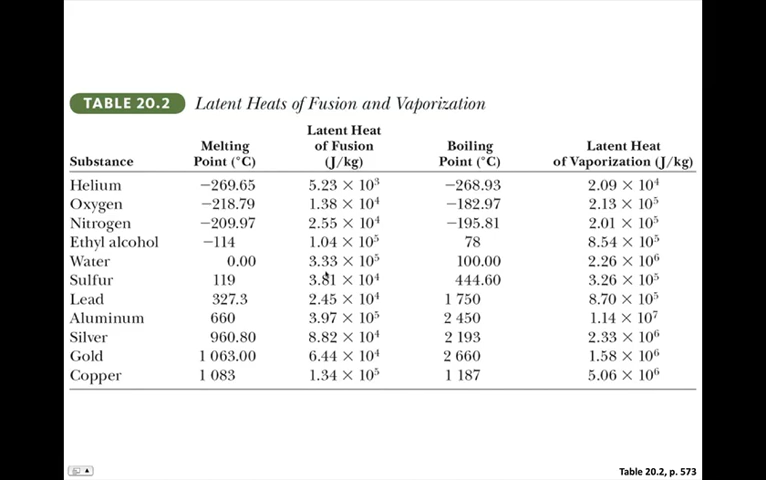 TABLE 20.2 Latent Heats of Fusion and Vaporization
Latent Heat
Melting of Fusion Boiling Latent Heat
Substance Point (°C) (J/kg) Point (°C) of Vaporization (J/kg)
Helium −269.65 5.23 × 10³ −268.93 2.09 × 10⁴
Oxygen −218.79 1.38 × 10⁴ −182.97 2.13 × 10⁵
Nitrogen −209.97 2.55 × 10⁴ −195.81 2.01 × 10⁵
Ethyl alcohol −114 1.04 × 10⁵ 78 8.54 × 10⁵
Water 0.00 3.33 × 10⁵ 100.00 2.26 × 10⁶
Sulfur 119 3.81 × 10⁴ 444.60 3.26 × 10⁵
Lead 327.3 2.45 × 10⁴ 1 750 8.70 × 10⁵
Aluminum 660 3.97 × 10⁵ 2 450 1.14 × 10⁷
Silver 960.80 8.82 × 10⁴ 2 193 2.33 × 10⁶
Gold 1 063.00 6.44 × 10⁴ 2 660 1.58 × 10⁶
Copper 1 083 1.34 × 10⁵ 1 187 5.06 × 10⁶
Table 20.2, p. 573